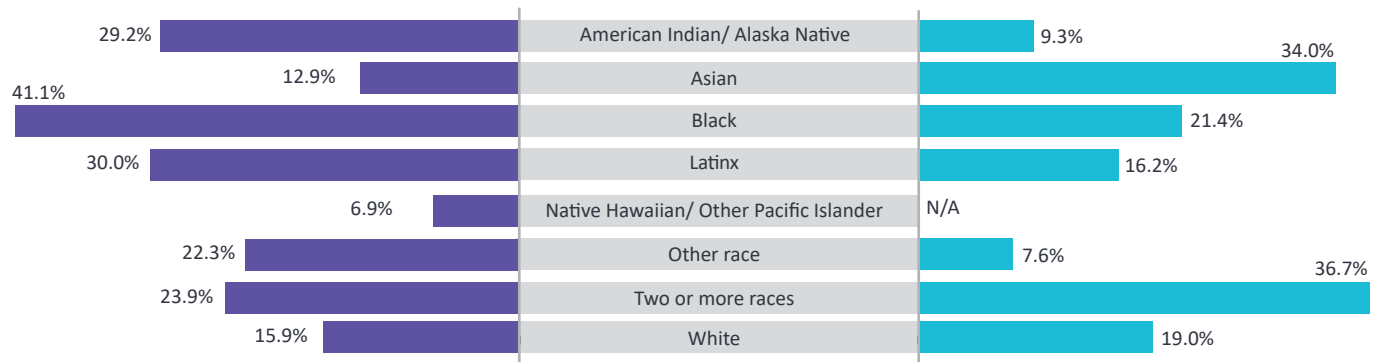 29.2% American Indian/ Alaska Native 9.3%
12.9% Asian 34.0%
41.1% Black 21.4%
30.0% Latinx 16.2%
6.9% Native Hawaiian/ Other Pacific Islander N/A
22.3% Other race 7.6%
23.9% Two or more races 36.7%
15.9% White 19.0%